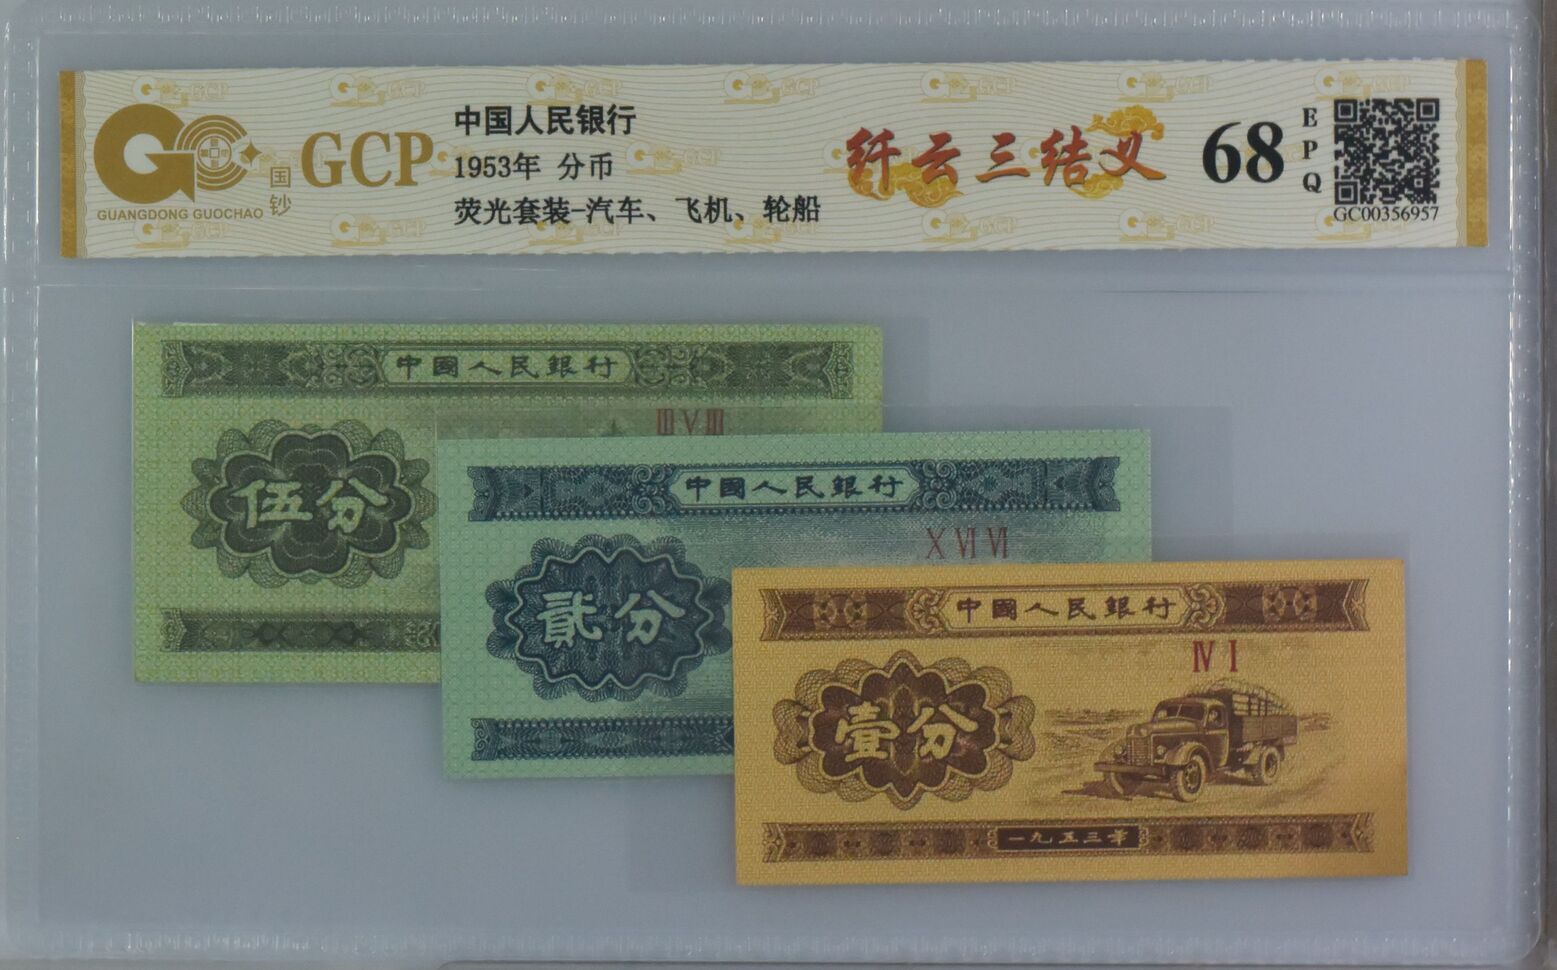 GUANGDONG GUOCHAO
国钞
GCP
中国人民银行
1953年 分币
荧光套装-汽车、飞机、轮船
纤云三结义
68
EPQ
GC00356957
中國人民銀行
ⅢⅤⅢ
伍分
中國人民銀行
ⅩⅥⅥ
貳分
中國人民銀行
ⅣⅠ
壹分
一九五三年